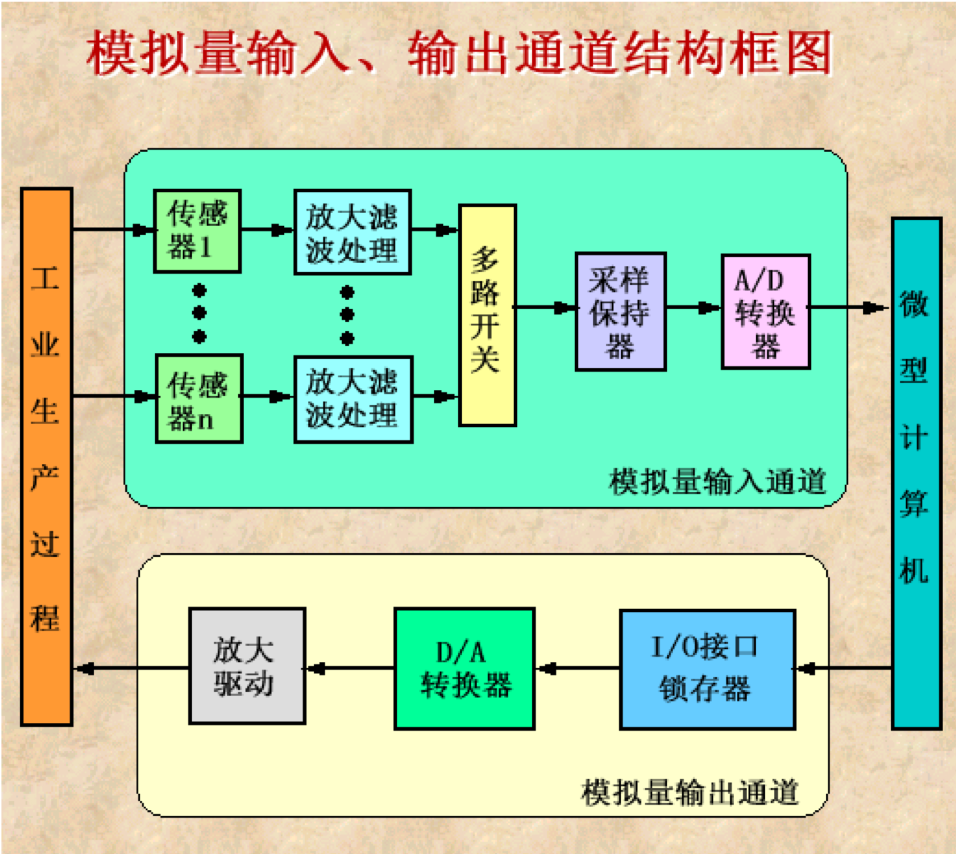 模拟量输入、输出通道结构框图
工业生产过程
传感
器1
放大滤
波处理
传感
器n
放大滤
波处理
多路开关
采样
保持
器
A/D
转换
器
微型计算机
模拟量输入通道
放大
驱动
D/A
转换器
I/O接口
锁存器
模拟量输出通道